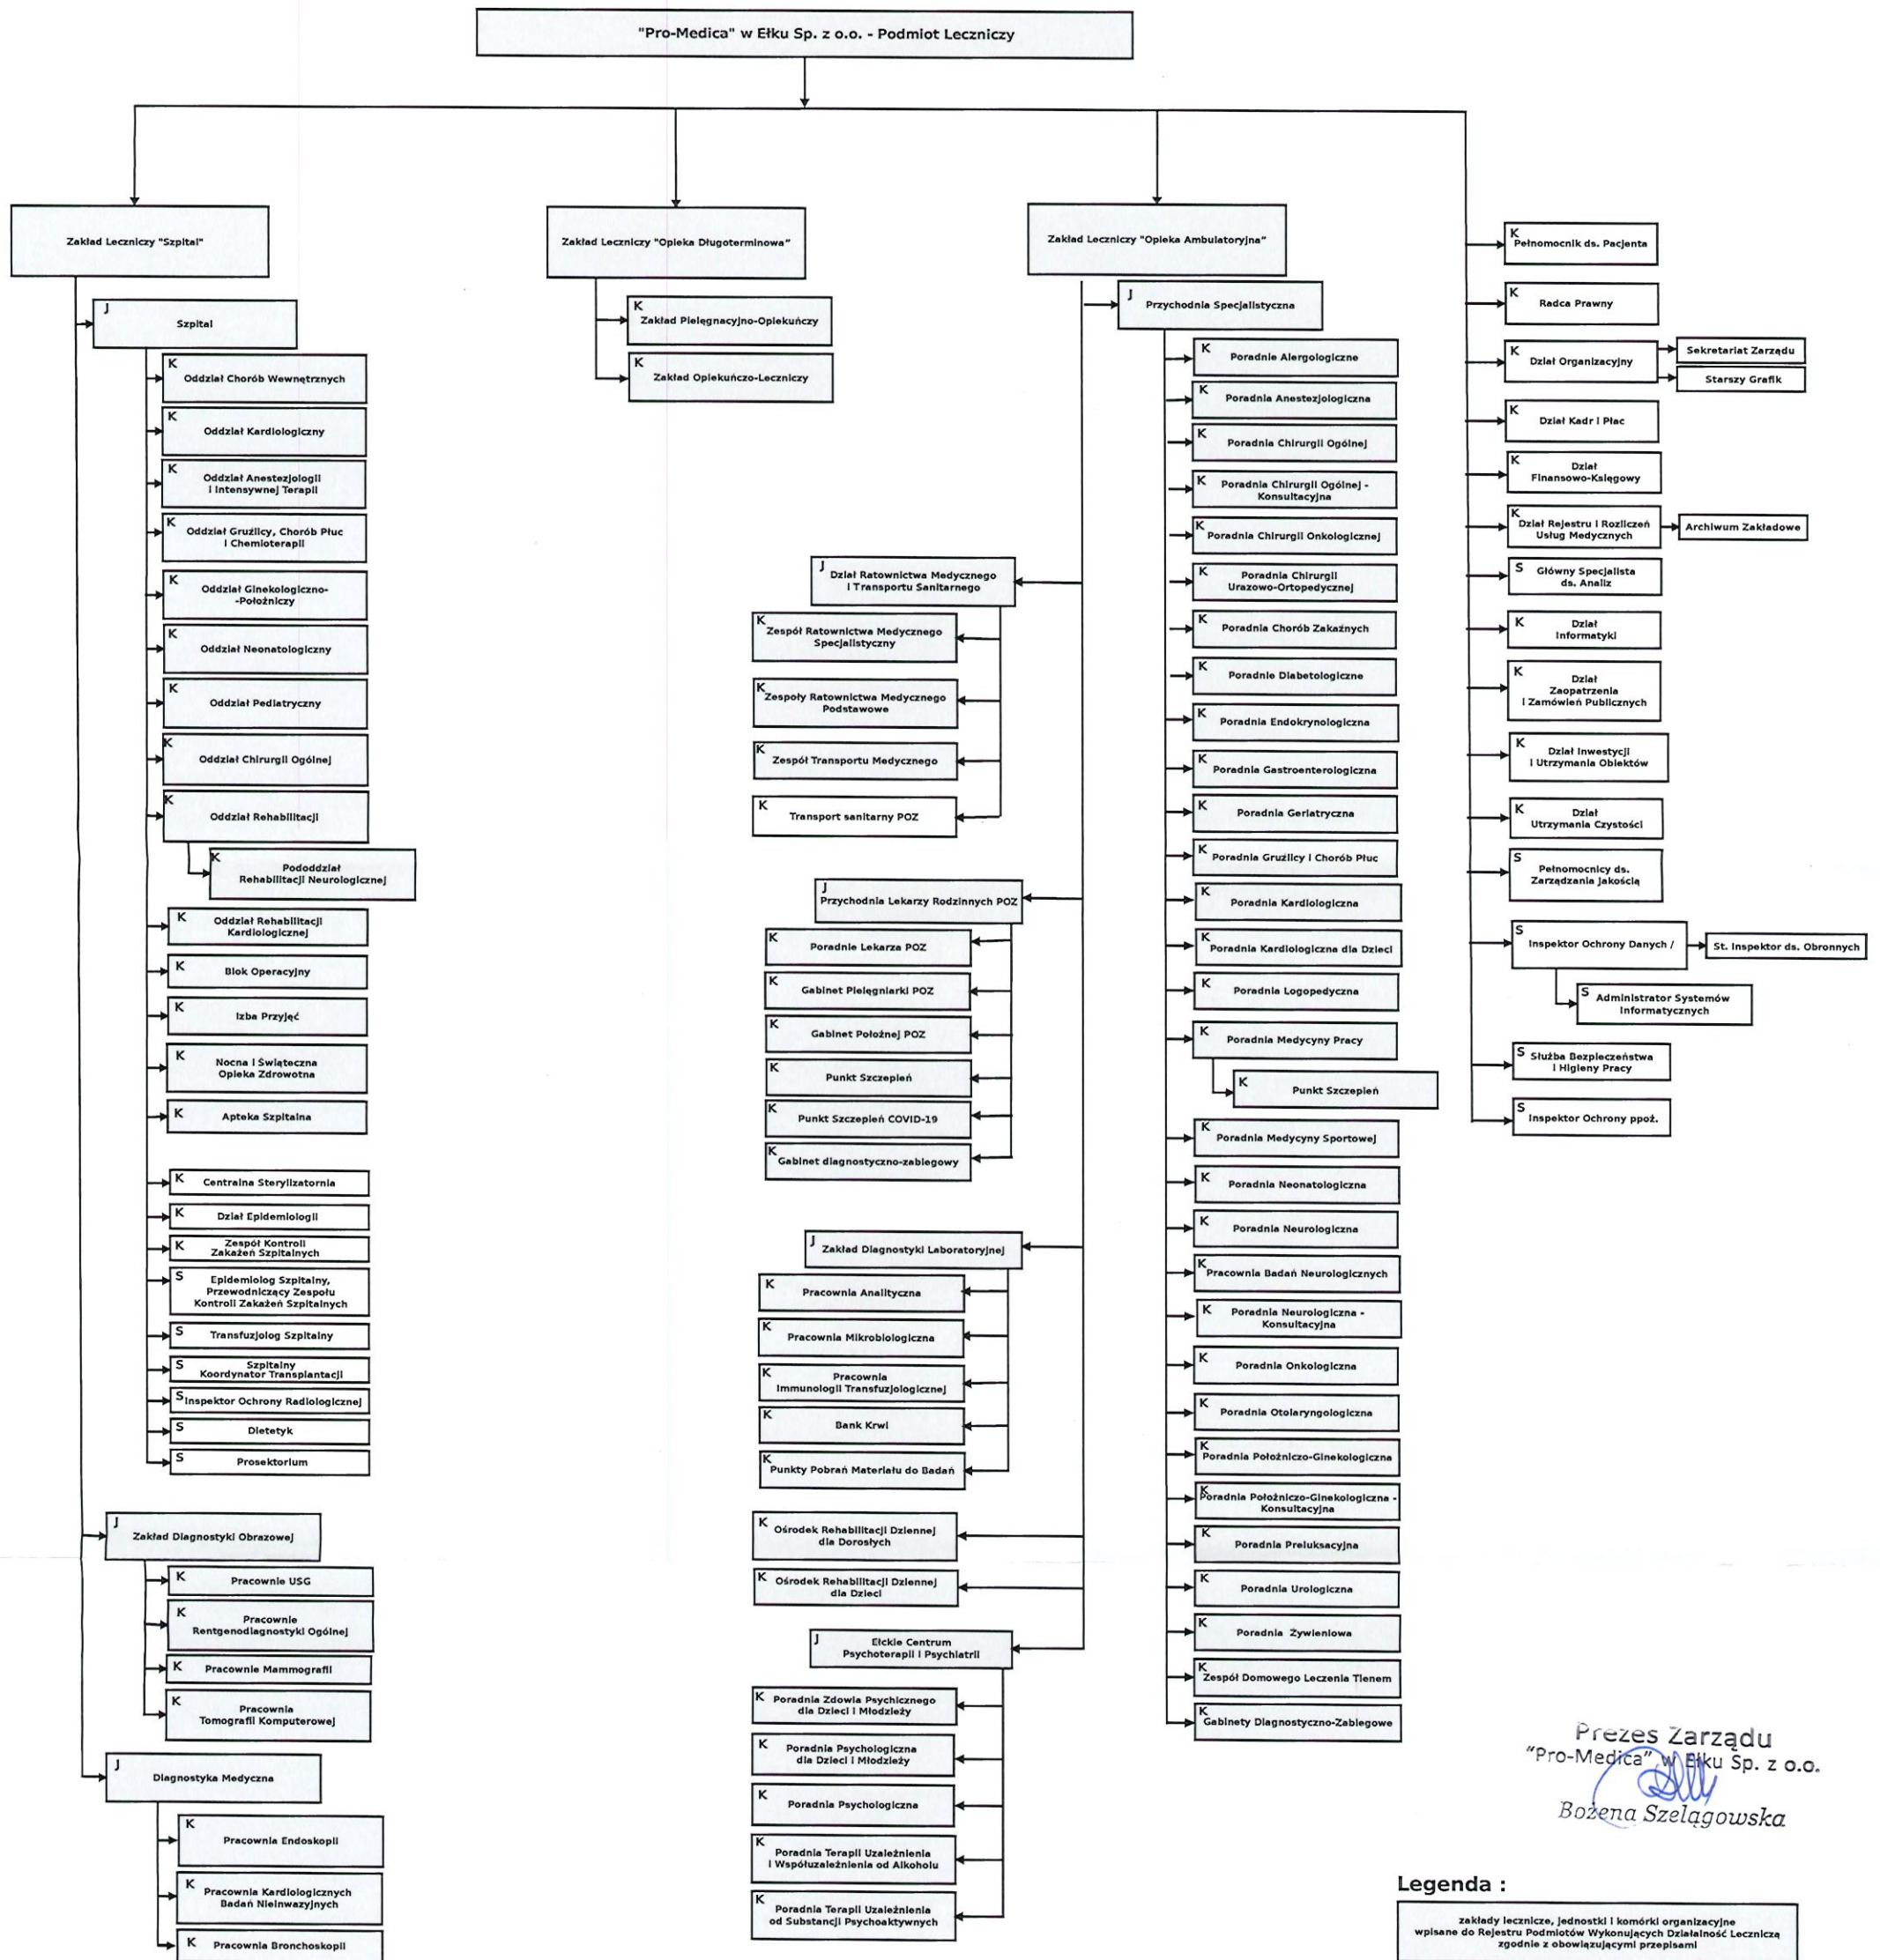 "Pro-Medica" w Ełku Sp. z o.o. - Podmiot Leczniczy
Zakład Leczniczy "Szpital"
J
Szpital
K
Oddział Chorób Wewnętrznych
K
Oddział Kardiologiczny
K
Oddział Anestezjologii
i Intensywnej Terapii
K
Oddział Gruźlicy, Chorób Płuc
i Chemioterapii
K
Oddział Ginekologiczno-
-Położniczy
K
Oddział Neonatologiczny
K
Oddział Pediatryczny
K
Oddział Chirurgii Ogólnej
K
Oddział Rehabilitacji
K
Pododdział
Rehabilitacji Neurologicznej
K
Oddział Rehabilitacji
Kardiologicznej
K
Blok Operacyjny
K
Izba Przyjęć
K
Nocna i Świąteczna
Opieka Zdrowotna
K
Apteka Szpitalna
K
Centralna Sterylizatornia
K
Dział Epidemiologii
K
Zespół Kontroli
Zakażeń Szpitalnych
S
Epidemiolog Szpitalny,
Przewodniczący Zespołu
Kontroli Zakażeń Szpitalnych
S
Transfuzjolog Szpitalny
S
Szpitalny
Koordynator Transplantacji
S
Inspektor Ochrony Radiologicznej
S
Dietetyk
S
Prosektorium
J
Zakład Diagnostyki Obrazowej
K
Pracownie USG
K
Pracownie
Rentgenodiagnostyki Ogólnej
K
Pracownie Mammografii
K
Pracownia
Tomografii Komputerowej
J
Diagnostyka Medyczna
K
Pracownia Endoskopii
K
Pracownia Kardiologicznych
Badań Nieinwazyjnych
K
Pracownia Bronchoskopii
Zakład Leczniczy "Opieka Długoterminowa"
K
Zakład Pielęgnacyjno-Opiekuńczy
K
Zakład Opiekuńczo-Leczniczy
Zakład Leczniczy "Opieka Ambulatoryjna"
J
Dział Ratownictwa Medycznego
i Transportu Sanitarnego
K
Zespół Ratownictwa Medycznego
Specjalistyczny
K
Zespoły Ratownictwa Medycznego
Podstawowe
K
Zespół Transportu Medycznego
K
Transport sanitarny POZ
J
Przychodnia Lekarzy Rodzinnych POZ
K
Poradnie Lekarza POZ
K
Gabinet Pielęgniarki POZ
K
Gabinet Położnej POZ
K
Punkt Szczepień
K
Punkt Szczepień COVID-19
K
Gabinet diagnostyczno-zabiegowy
J
Zakład Diagnostyki Laboratoryjnej
K
Pracownia Analityczna
K
Pracownia Mikrobiologiczna
K
Pracownia
Immunologii Transfuzjologicznej
K
Bank Krwi
K
Punkty Pobrań Materiału do Badań
K
Ośrodek Rehabilitacji Dziennej
dla Dorosłych
K
Ośrodek Rehabilitacji Dziennej
dla Dzieci
J
Ełckie Centrum
Psychoterapii i Psychiatrii
K
Poradnia Zdowia Psychicznego
dla Dzieci i Młodzieży
K
Poradnia Psychologiczna
dla Dzieci i Młodzieży
K
Poradnia Psychologiczna
K
Poradnia Terapii Uzależnienia
i Współuzależnienia od Alkoholu
K
Poradnia Terapii Uzależnienia
od Substancji Psychoaktywnych
J
Przychodnia Specjalistyczna
K
Poradnie Alergologiczne
K
Poradnia Anestezjologiczna
K
Poradnia Chirurgii Ogólnej
K
Poradnia Chirurgii Ogólnej -
Konsultacyjna
K
Poradnia Chirurgii Onkologicznej
K
Poradnia Chirurgii
Urazowo-Ortopedycznej
K
Poradnia Chorób Zakaźnych
K
Poradnie Diabetologiczne
K
Poradnia Endokrynologiczna
K
Poradnia Gastroenterologiczna
K
Poradnia Geriatryczna
K
Poradnia Gruźlicy i Chorób Płuc
K
Poradnia Kardiologiczna
K
Poradnia Kardiologiczna dla Dzieci
K
Poradnia Logopedyczna
K
Poradnia Medycyny Pracy
K
Punkt Szczepień
K
Poradnia Medycyny Sportowej
K
Poradnia Neonatologiczna
K
Poradnia Neurologiczna
K
Pracownia Badań Neurologicznych
K
Poradnia Neurologiczna -
Konsultacyjna
K
Poradnia Onkologiczna
K
Poradnia Otolaryngologiczna
K
Poradnia Położniczo-Ginekologiczna
K
Poradnia Położniczo-Ginekologiczna -
Konsultacyjna
K
Poradnia Preluksacyjna
K
Poradnia Urologiczna
K
Poradnia Żywieniowa
K
Zespół Domowego Leczenia Tlenem
K
Gabinety Diagnostyczno-Zabiegowe
K
Pełnomocnik ds. Pacjenta
K
Radca Prawny
K
Dział Organizacyjny
Sekretariat Zarządu
Starszy Grafik
K
Dział Kadr i Płac
K
Dział
Finansowo-Księgowy
K
Dział Rejestru i Rozliczeń
Usług Medycznych
Archiwum Zakładowe
S
Główny Specjalista
ds. Analiz
K
Dział
Informatyki
K
Dział
Zaopatrzenia
i Zamówień Publicznych
K
Dział Inwestycji
i Utrzymania Obiektów
K
Dział
Utrzymania Czystości
S
Pełnomocnicy ds.
Zarządzania Jakością
S
Inspektor Ochrony Danych /
St. Inspektor ds. Obronnych
S
Administrator Systemów
Informatycznych
S
Służba Bezpieczeństwa
i Higieny Pracy
S
Inspektor Ochrony ppoż.
Prezes Zarządu
"Pro-Medica" w Ełku Sp. z o.o.
Bożena Szelągowska
Legenda :
zakłady lecznicze, jednostki i komórki organizacyjne
wpisane do Rejestru Podmiotów Wykonujących Działalność Leczniczą
zgodnie z obowiązującymi przepisami